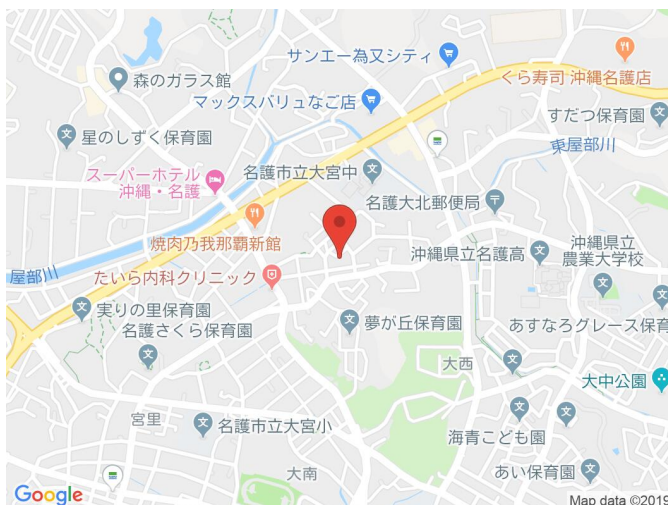 サンエー為又シティ
くら寿司 沖縄名護店
森のガラス館
マックスバリュなご店
すだつ保育園
星のしずく保育園
東屋部川
スーパーホテル
沖縄・名護
名護市立大宮中
名護大北郵便局
焼肉乃我那覇新館
沖縄県立名護高
沖縄県立
農業大学校
屋部川
たいら内科クリニック
実りの里保育園
名護さくら保育園
夢が丘保育園
あすなろグレース保育
大西
大中公園
宮里
名護市立大宮小
海青こども園
大南
あい保育園
Google
Map data ©2019